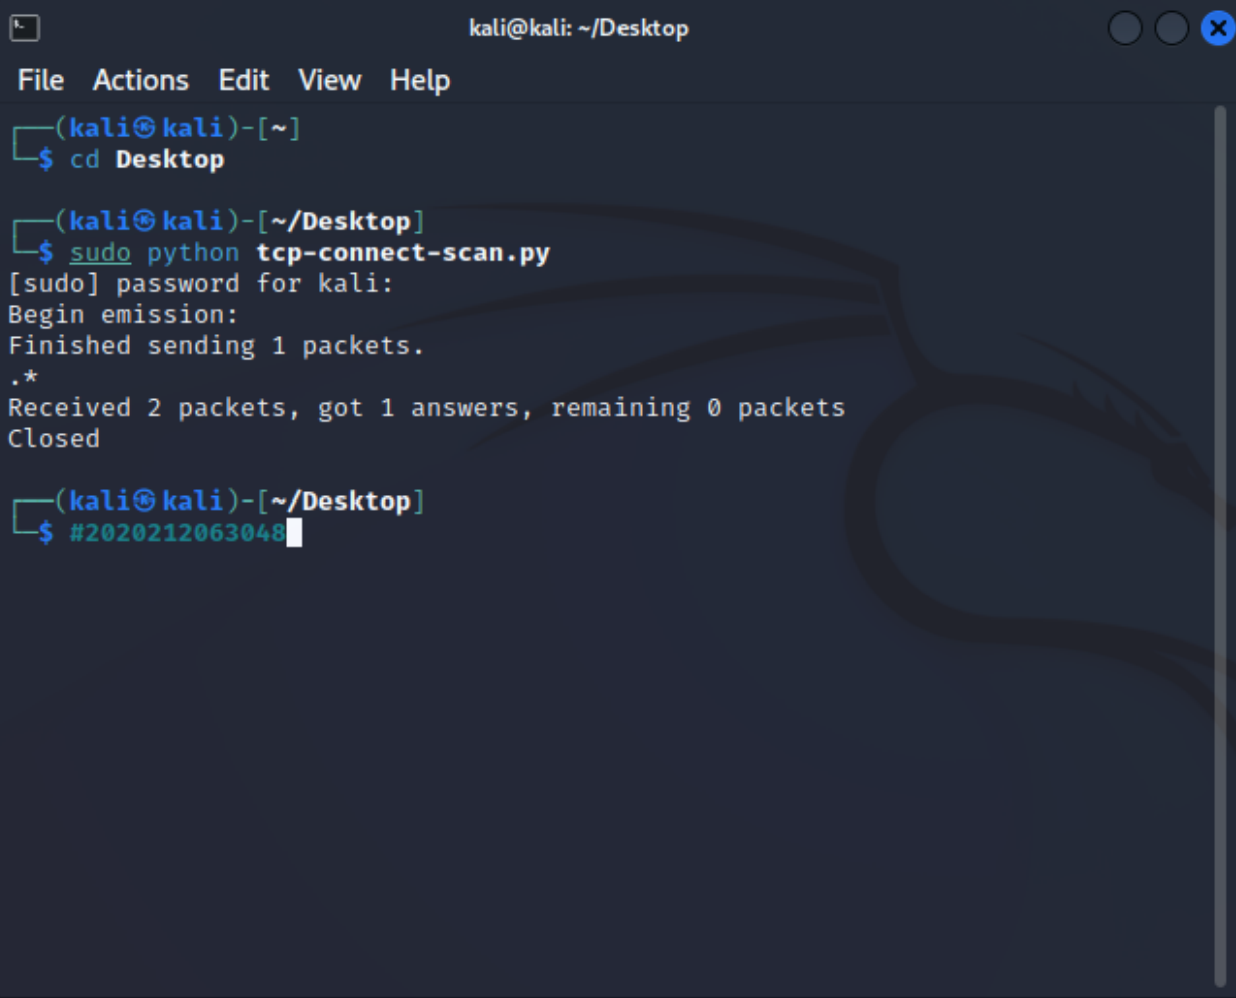 kali@kali: ~/Desktop
File Actions Edit View Help
┌──(kali㉿kali)-[~]
└─$ cd Desktop
┌──(kali㉿kali)-[~/Desktop]
└─$ sudo python tcp-connect-scan.py
[sudo] password for kali:
Begin emission:
Finished sending 1 packets.
.*
Received 2 packets, got 1 answers, remaining 0 packets
Closed
┌──(kali㉿kali)-[~/Desktop]
└─$ #2020212063048